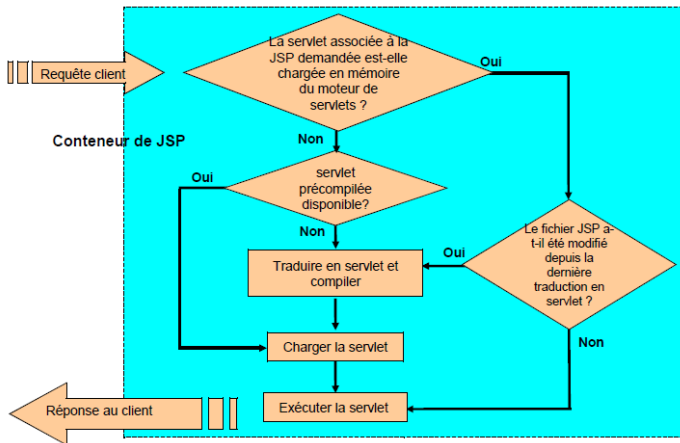 La servlet associée à la
JSP demandée est-elle
chargée en mémoire
du moteur de
servlets ?
Oui
Requête client
Non
Conteneur de JSP
Oui
servlet
précompilée
disponible?
Non
Le fichier JSP a-
t-il été modifié
depuis la
dernière
traduction en
servlet ?
Oui
Traduire en servlet et
compiler
Non
Charger la servlet
Réponse au client
Exécuter la servlet